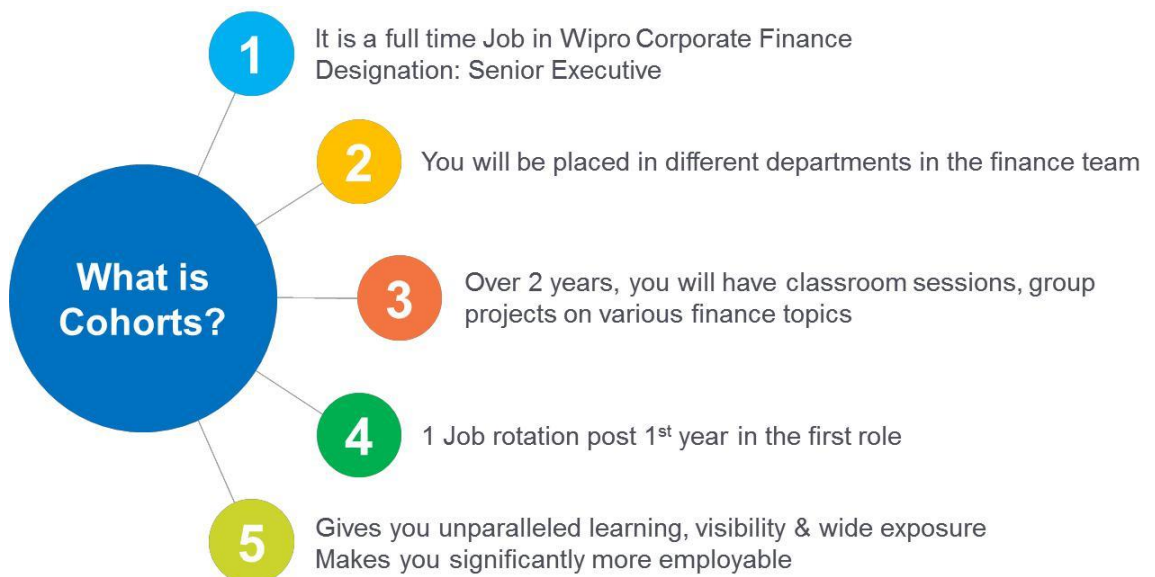 What is
Cohorts?
1
It is a full time Job in Wipro Corporate Finance
Designation: Senior Executive
2
You will be placed in different departments in the finance team
3
Over 2 years, you will have classroom sessions, group
projects on various finance topics
4
1 Job rotation post 1st year in the first role
5
Gives you unparalleled learning, visibility & wide exposure
Makes you significantly more employable